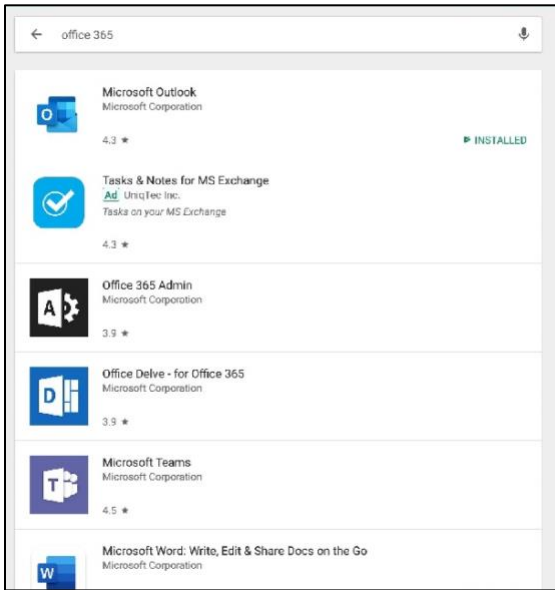 office 365
Microsoft Outlook
Microsoft Corporation
4.3 ★
INSTALLED
Tasks & Notes for MS Exchange
Ad UniqTec Inc.
Tasks on your MS Exchange
4.3 ★
Office 365 Admin
Microsoft Corporation
3.9 ★
Office Delve - for Office 365
Microsoft Corporation
3.9 ★
Microsoft Teams
Microsoft Corporation
4.5 ★
Microsoft Word: Write, Edit & Share Docs on the Go
Microsoft Corporation